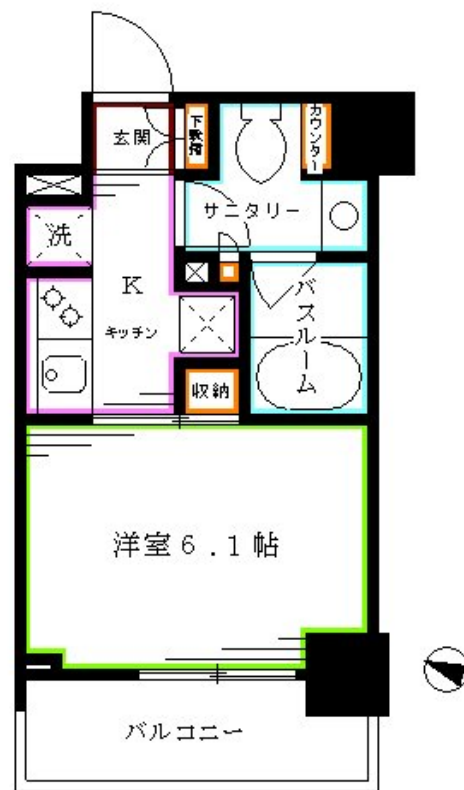 玄関
下駄箱
カウンター
サニタリー
洗
K
キッチン
バスルーム
収納
洋室6.1帖
バルコニー